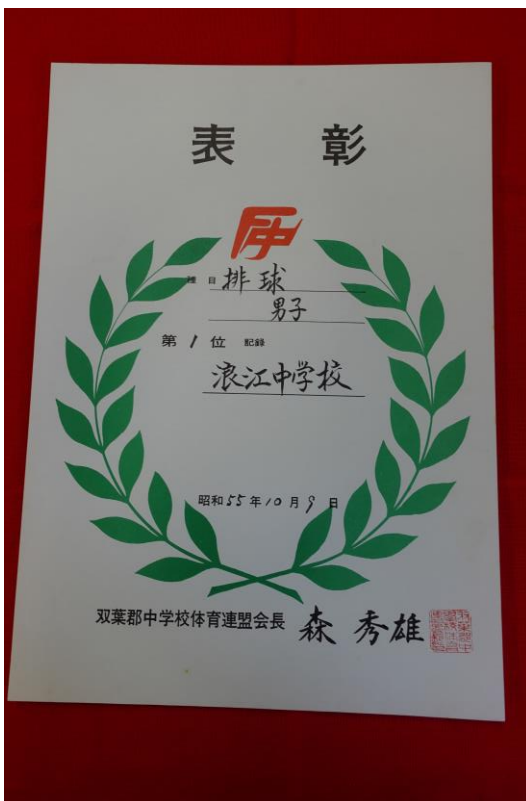 表彰
種目 排球
男子
第1位 記録
浪江中学校
昭和55年10月9日
双葉郡中学校体育連盟会長 森 秀雄